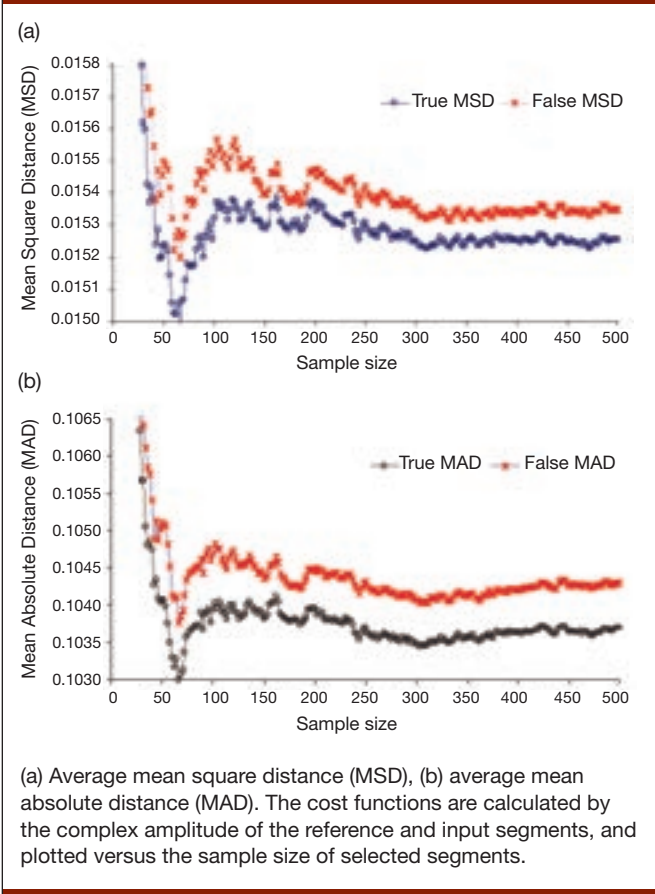 (a)
Mean Square Distance (MSD)
0.0158
0.0157
0.0156
0.0155
0.0154
0.0153
0.0152
0.0151
0.0150
True MSD
False MSD
0
50
100
150
200
250
300
350
400
450
500
Sample size
(b)
Mean Absolute Distance (MAD)
0.1065
0.1060
0.1055
0.1050
0.1045
0.1040
0.1035
0.1030
True MAD
False MAD
0
50
100
150
200
250
300
350
400
450
500
Sample size
(a) Average mean square distance (MSD), (b) average mean
absolute distance (MAD). The cost functions are calculated by
the complex amplitude of the reference and input segments, and
plotted versus the sample size of selected segments.